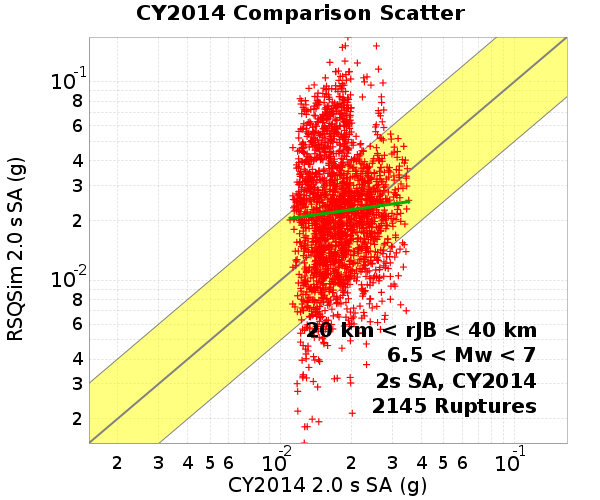 CY2014 Comparison Scatter
RSQSim 2.0 s SA (g)
10-1
8
6
4
3
2
10-2
8
6
4
3
2
20 km < rJB < 40 km
6.5 < Mw < 7
2s SA, CY2014
2145 Ruptures
2 3 4 5 6 10-2 2 3 4 5 6 10-1
CY2014 2.0 s SA (g)